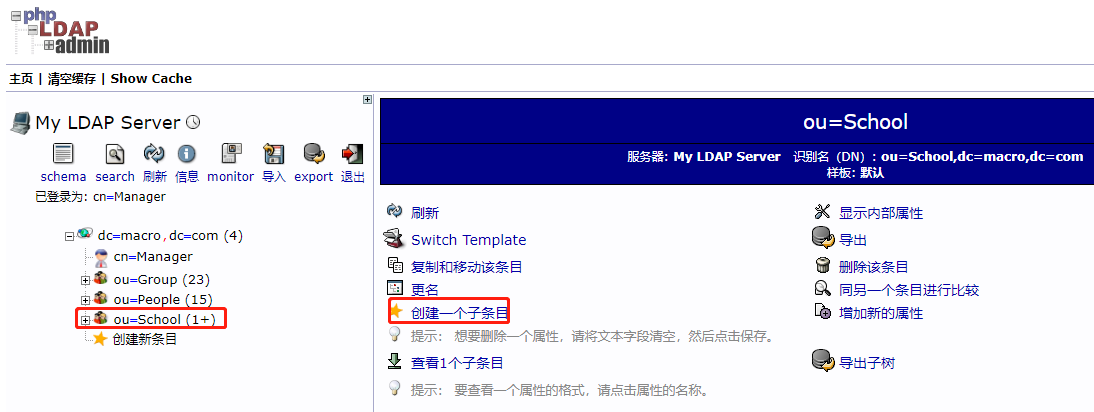 php
LDAP
admin
主页 | 清空缓存 | Show Cache
My LDAP Server
schema search 刷新 信息 monitor 导入 export 退出
已登录为: cn=Manager
dc=macro,dc=com (4)
cn=Manager
ou=Group (23)
ou=People (15)
ou=School (1+)
创建新条目
ou=School
服务器: My LDAP Server 识别名（DN）: ou=School,dc=macro,dc=com
样板: 默认
刷新
显示内部属性
Switch Template
导出
复制和移动该条目
删除该条目
更名
同另一个条目进行比较
创建一个子条目
增加新的属性
提示: 想要删除一个属性，请将文本字段清空，然后点击保存。
查看1个子条目
导出子树
提示: 要查看一个属性的格式，请点击属性的名称。